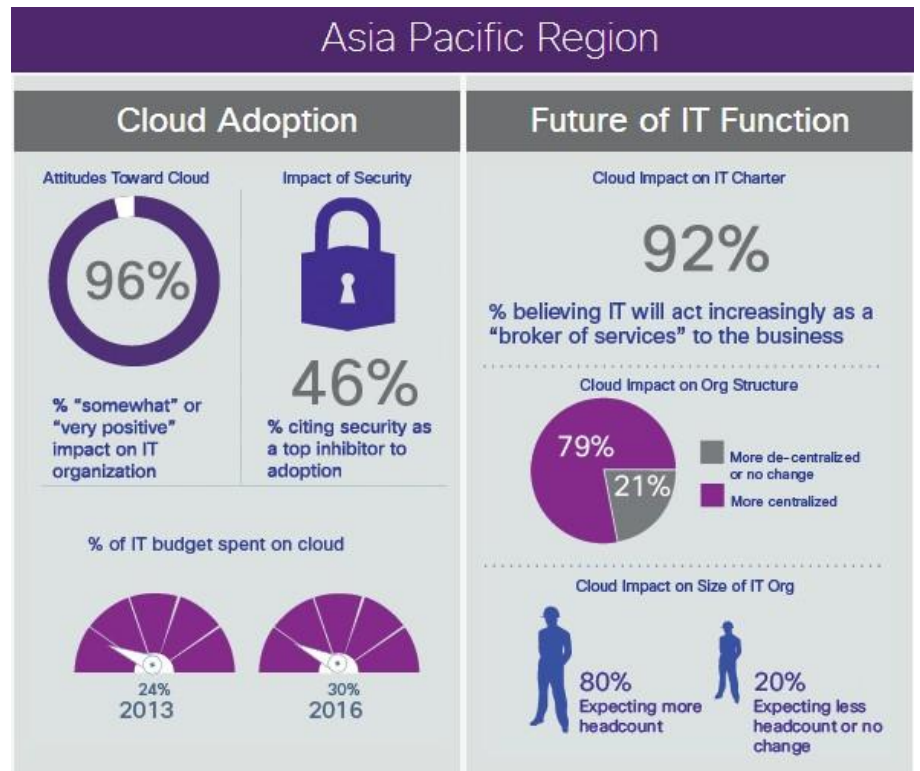 Asia Pacific Region
Cloud Adoption
Attitudes Toward Cloud
96%
% "somewhat" or
"very positive"
impact on IT
organization
Impact of Security
46%
% citing security as
a top inhibitor to
adoption
% of IT budget spent on cloud
24%
2013
30%
2016
Future of IT Function
Cloud Impact on IT Charter
92%
% believing IT will act increasingly as a
"broker of services" to the business
Cloud Impact on Org Structure
79%
21%
More de-centralized
or no change
More centralized
Cloud Impact on Size of IT Org
80%
Expecting more
headcount
20%
Expecting less
headcount or no
change